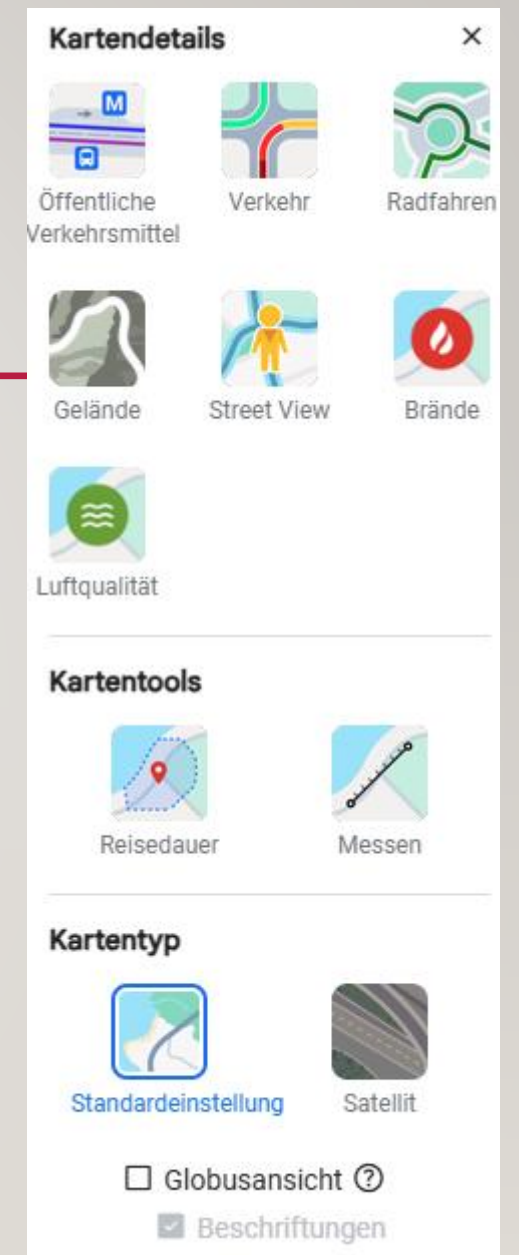 Kartendetails
M
Öffentliche
Verkehrsmittel
Verkehr
Radfahren
Gelände
Street View
Brände
Luftqualität
Kartentools
Reisedauer
Messen
Kartentyp
Standardeinstellung
Satellit
Globusansicht ?
Beschriftungen